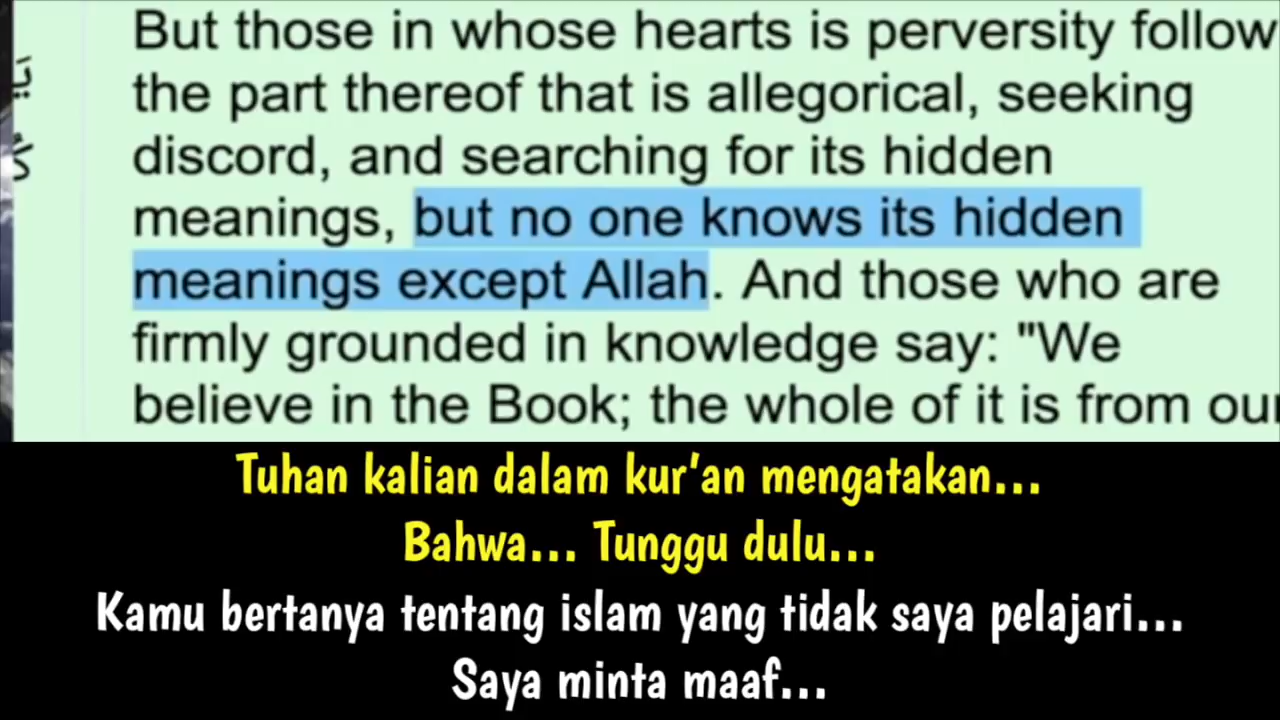 But those in whose hearts is perversity follow
the part thereof that is allegorical, seeking
discord, and searching for its hidden
meanings, but no one knows its hidden
meanings except Allah. And those who are
firmly grounded in knowledge say: "We
believe in the Book; the whole of it is from
Tuhan kalian dalam kur'an mengatakan...
Bahwa... Tunggu dulu...
Kamu bertanya tentang islam yang tidak saya pelajari...
Saya minta maaf...